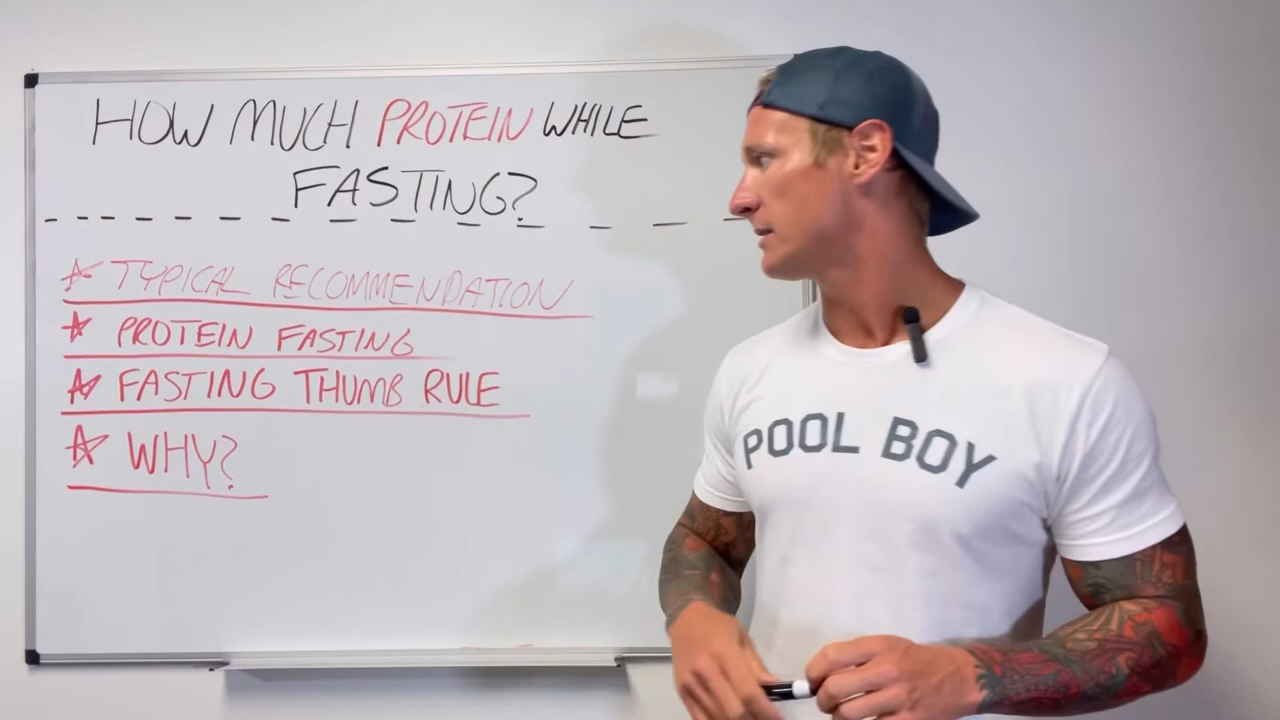 HOW MUCH PROTEIN WHILE
FASTING?
TYPICAL RECOMMENDATION
PROTEIN FASTING
FASTING THUMB RULE
WHY?
POOL BOY